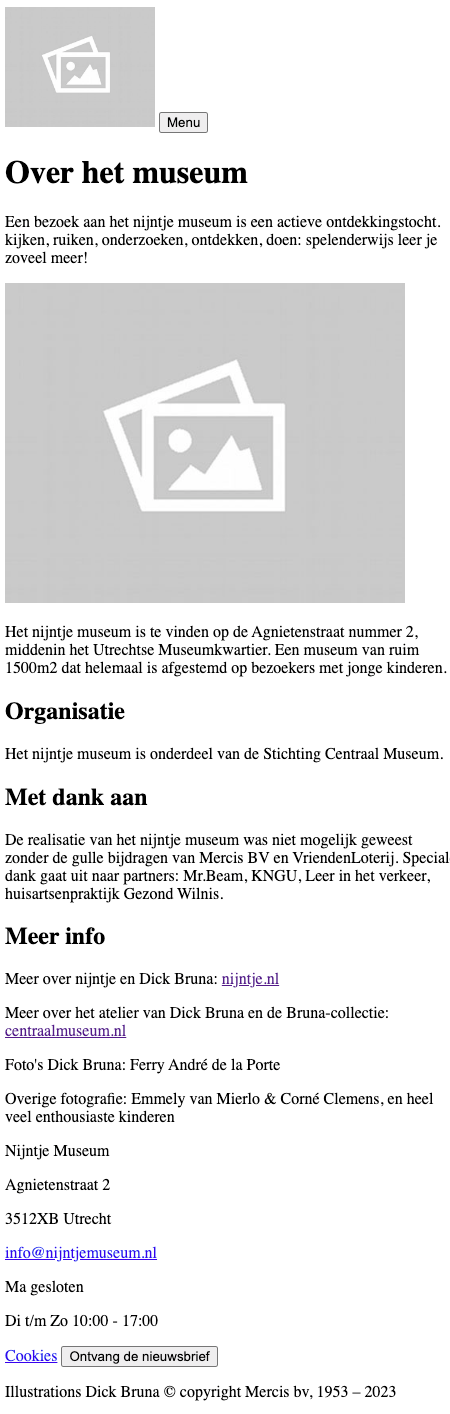 Menu
Over het museum
Een bezoek aan het nijntje museum is een actieve ontdekkingstocht.
kijken, ruiken, onderzoeken, ontdekken, doen: spelenderwijs leer je
zoveel meer!
Het nijntje museum is te vinden op de Agnietenstraat nummer 2,
middenin het Utrechtse Museumkwartier. Een museum van ruim
1500m2 dat helemaal is afgestemd op bezoekers met jonge kinderen.
Organisatie
Het nijntje museum is onderdeel van de Stichting Centraal Museum.
Met dank aan
De realisatie van het nijntje museum was niet mogelijk geweest
zonder de gulle bijdragen van Mercis BV en VriendenLoterij. Special
dank gaat uit naar partners: Mr.Beam, KNGU, Leer in het verkeer,
huisartsenpraktijk Gezond Wilnis.
Meer info
Meer over nijntje en Dick Bruna: nijntje.nl
Meer over het atelier van Dick Bruna en de Bruna-collectie:
centraalmuseum.nl
Foto's Dick Bruna: Ferry André de la Porte
Overige fotografie: Emmely van Mierlo & Corné Clemens, en heel
veel enthousiaste kinderen
Nijntje Museum
Agnietenstraat 2
3512XB Utrecht
info@nijntjemuseum.nl
Ma gesloten
Di t/m Zo 10:00 - 17:00
Cookies Ontvang de nieuwsbrief
Illustrations Dick Bruna © copyright Mercis bv, 1953 – 2023